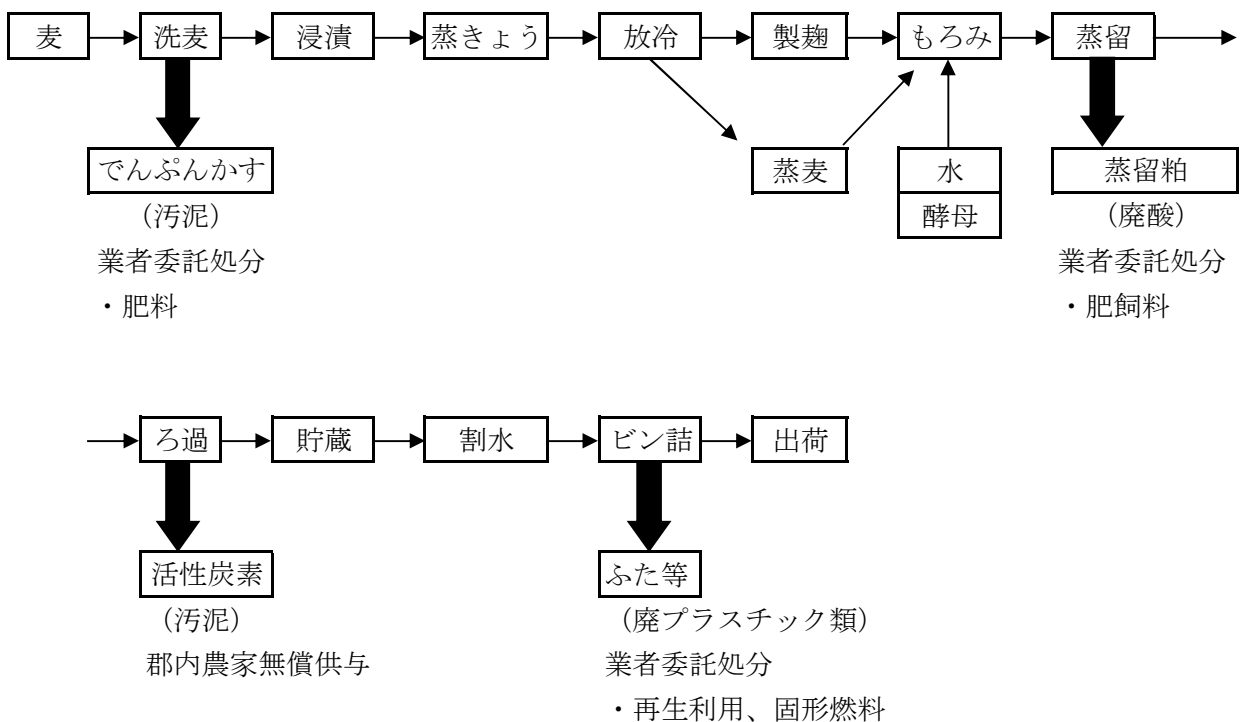 麦
洗麦
浸漬
蒸きょう
放冷
製麹
もろみ
蒸留
でんぷんかす
(汚泥)
業者委託処分
・肥料
蒸麦
水
酵母
蒸留粕
(廃酸)
業者委託処分
・肥飼料
ろ過
貯蔵
割水
ビン詰
出荷
活性炭素
(汚泥)
郡内農家無償供与
ふた等
(廃プラスチック類)
業者委託処分
・再生利用、固形燃料